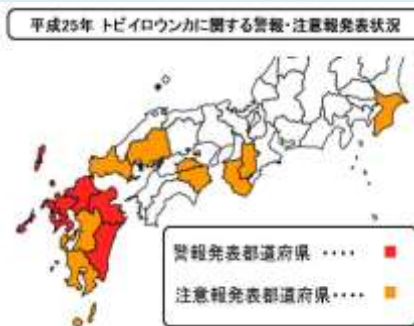 平成25年 トビイロウンカに関する警報・注意報発表状況
警報発表都道府県 ････
注意報発表都道府県････